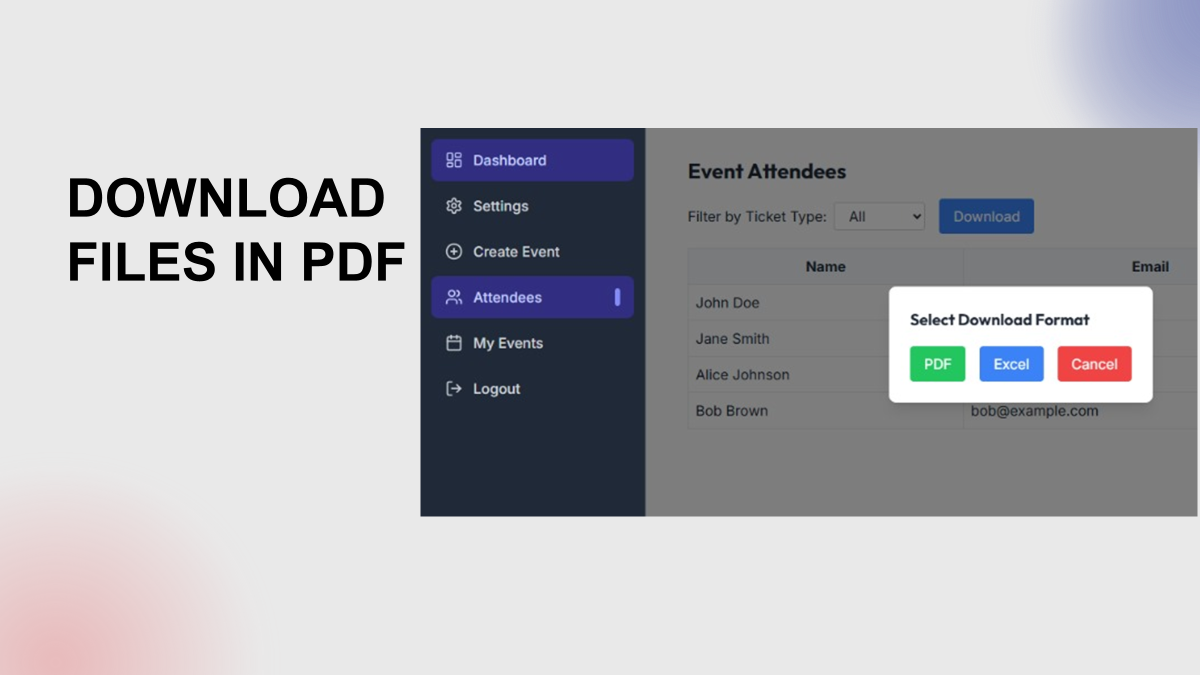 DOWNLOAD
FILES IN PDF
Dashboard
Settings
Create Event
Attendees
My Events
Logout
Event Attendees
Filter by Ticket Type: All Download
Name Email
John Doe
Jane Smith
Alice Johnson
Bob Brown bob@example.com
Select Download Format
PDF Excel Cancel